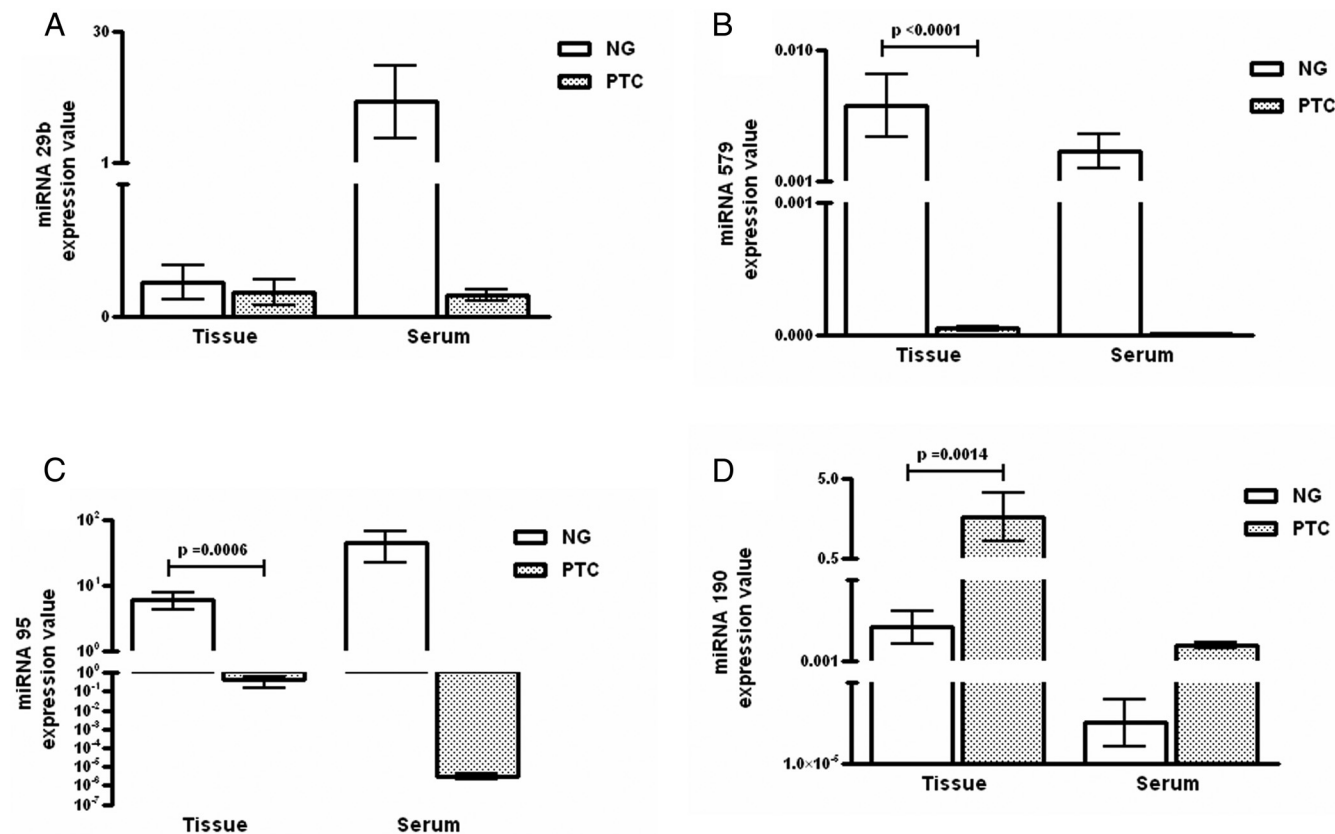 A
30
1
0
miRNA 29b
expression value
NG
PTC
Tissue
Serum
B
p <0.0001
0.010
0.001
0.001
0.000
miRNA 579
expression value
NG
PTC
Tissue
Serum
C
p =0.0006
10²
10¹
10⁰
10⁰
10⁻¹
10⁻²
10⁻³
10⁻⁴
10⁻⁵
10⁻⁶
10⁻⁷
miRNA 95
expression value
NG
PTC
Tissue
Serum
D
p =0.0014
5.0
0.5
0.001
1.0×10⁻⁵
miRNA 190
expression value
NG
PTC
Tissue
Serum